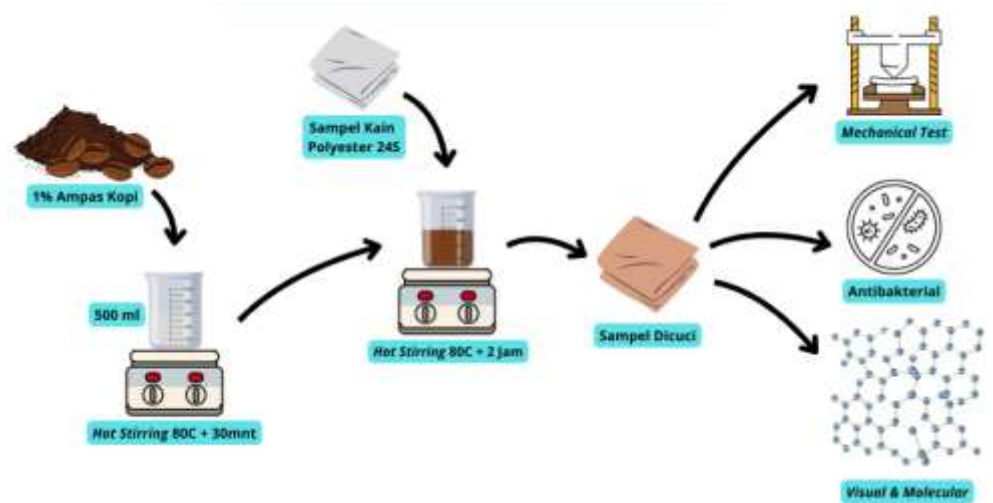 1% Ampas Kopi
500 ml
Hot Stirring 80C + 30mnt
Sampel Kain
Polyester 24S
Hot Stirring 80C + 2 Jam
Sampel Dicuci
Mechanical Test
Antibakterial
Visual & Molecular